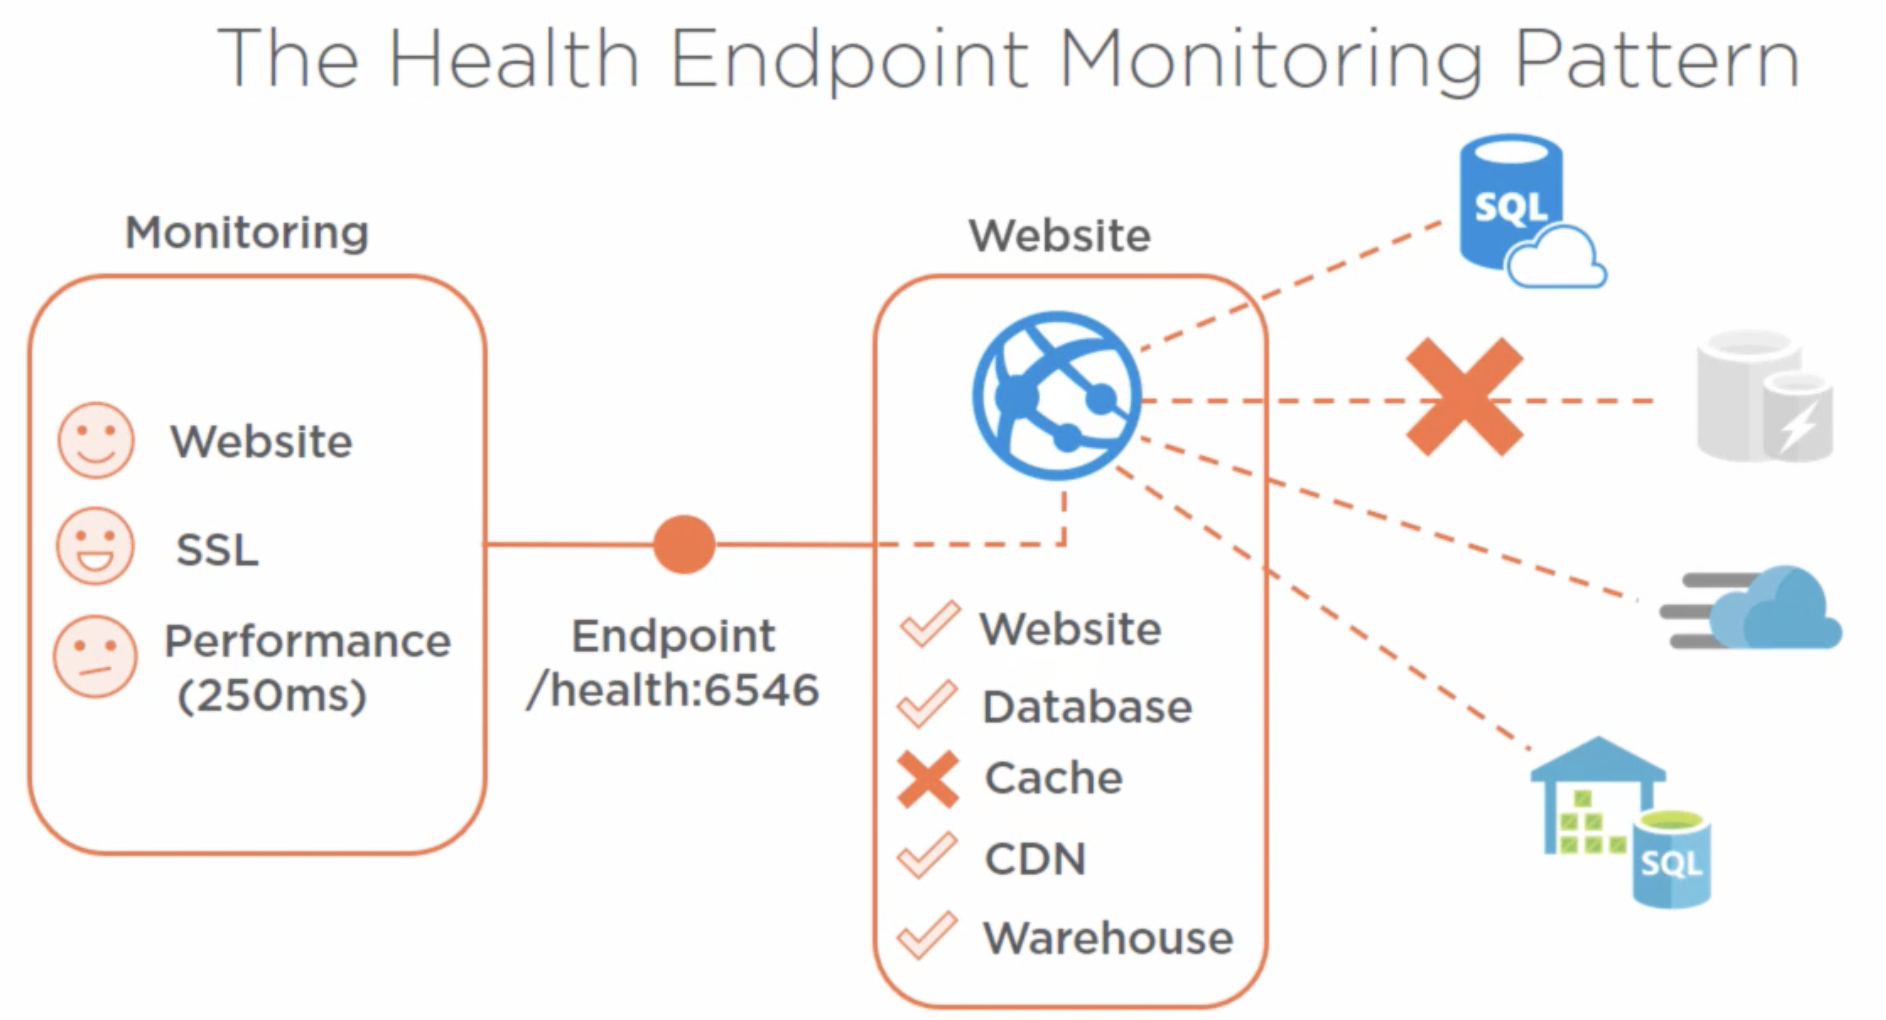 The Health Endpoint Monitoring Pattern
Monitoring
Website
SSL
Performance
(250ms)
Endpoint
/health:6546
Website
Website
Database
Cache
CDN
Warehouse
SQL
SQL